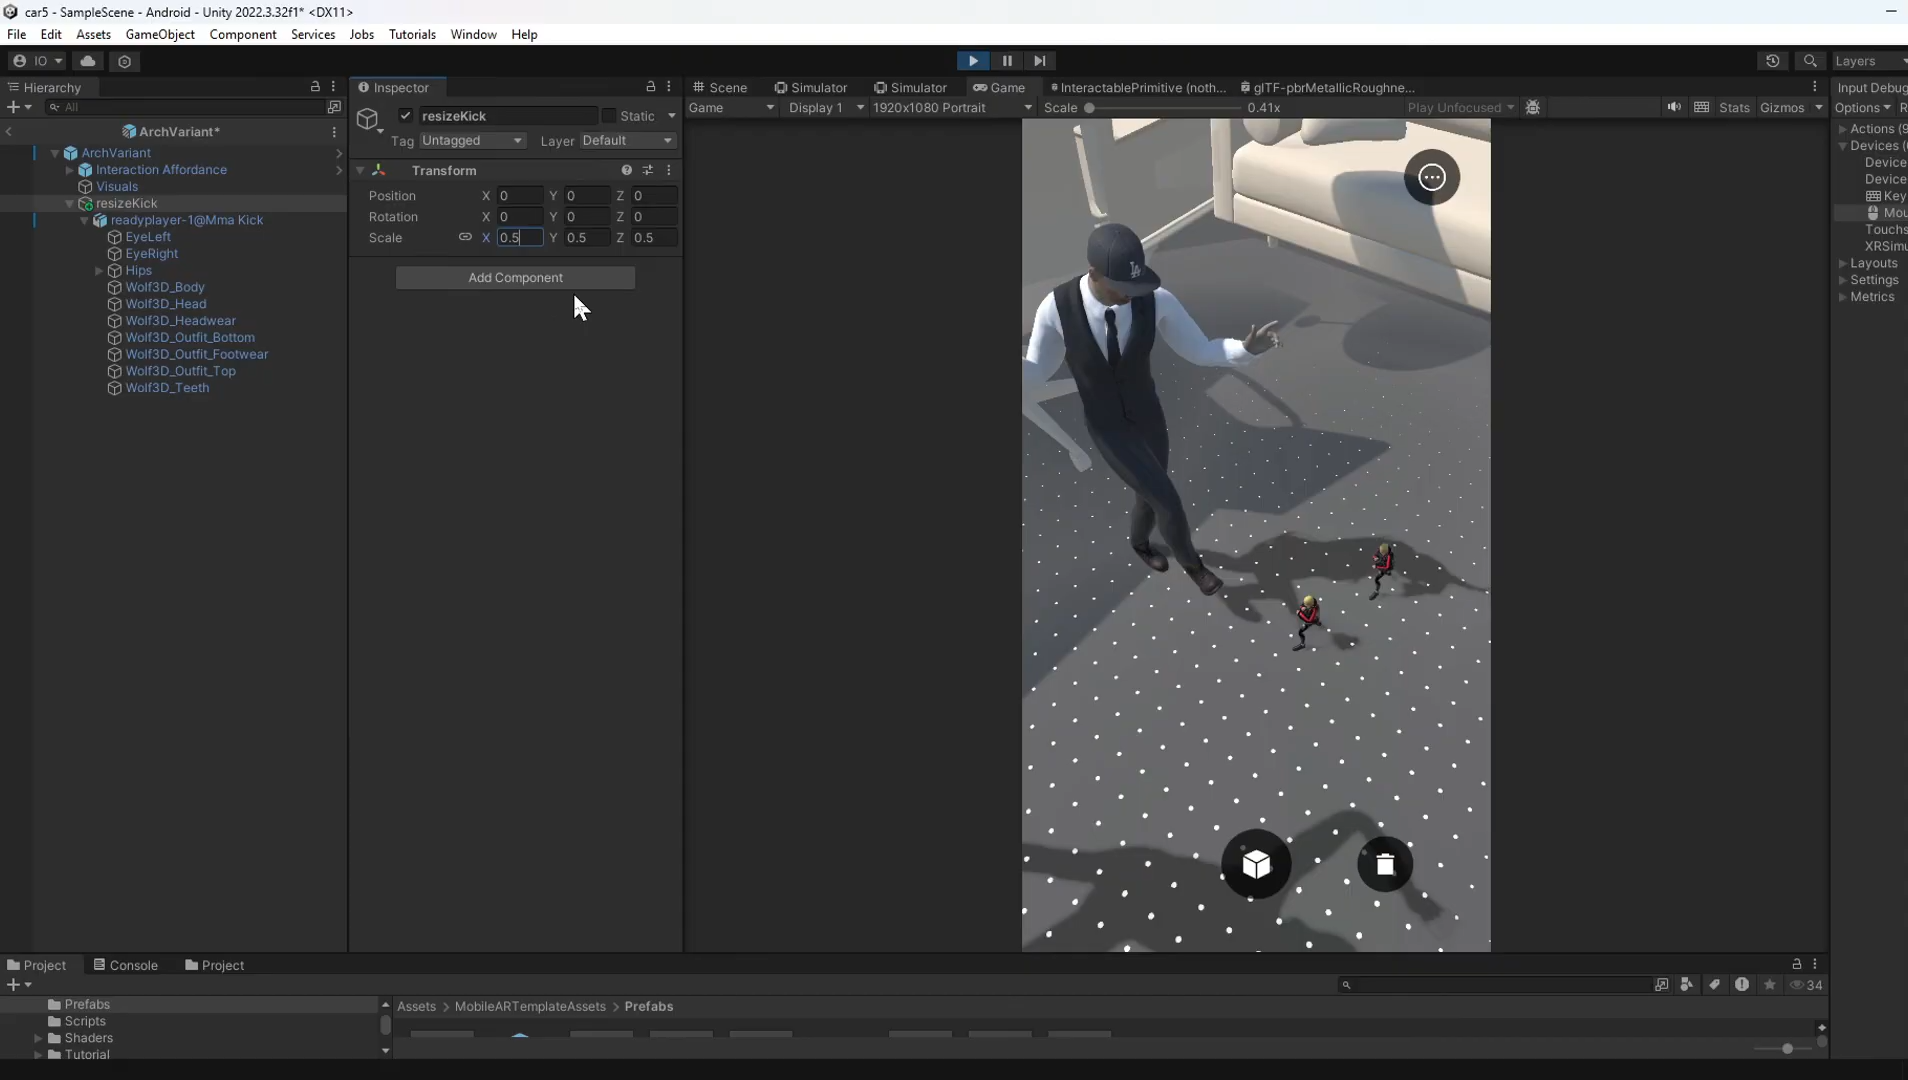 car5 - SampleScene - Android - Unity 2022.3.32f1* <DX11>
File Edit Assets GameObject Component Services Jobs Tutorials Window Help
IO
Layers
Hierarchy
All
ArchVariant*
ArchVariant
Interaction Affordance
Visuals
resizeKick
readyplayer-1@Mma Kick
EyeLeft
EyeRight
Hips
Wolf3D_Body
Wolf3D_Head
Wolf3D_Headwear
Wolf3D_Outfit_Bottom
Wolf3D_Outfit_Footwear
Wolf3D_Outfit_Top
Wolf3D_Teeth
Inspector
resizeKick Static
Tag Untagged Layer Default
Transform
Position X 0 Y 0 Z 0
Rotation X 0 Y 0 Z 0
Scale X 0.5 Y 0.5 Z 0.5
Add Component
Scene Simulator Simulator Game InteractablePrimitive (noth... glTF-pbrMetallicRoughne...
Game Display 1 1920x1080 Portrait Scale 0.41x Play Unfocused Stats Gizmos
LA
Input Debug
Options
Actions (9
Devices (
Device
Device
Key
Mou
Touchs
XRSimu
Layouts
Settings
Metrics
Project Console Project
34
Prefabs
Scripts
Shaders
Tutorial
Assets > MobileARTemplateAssets > Prefabs